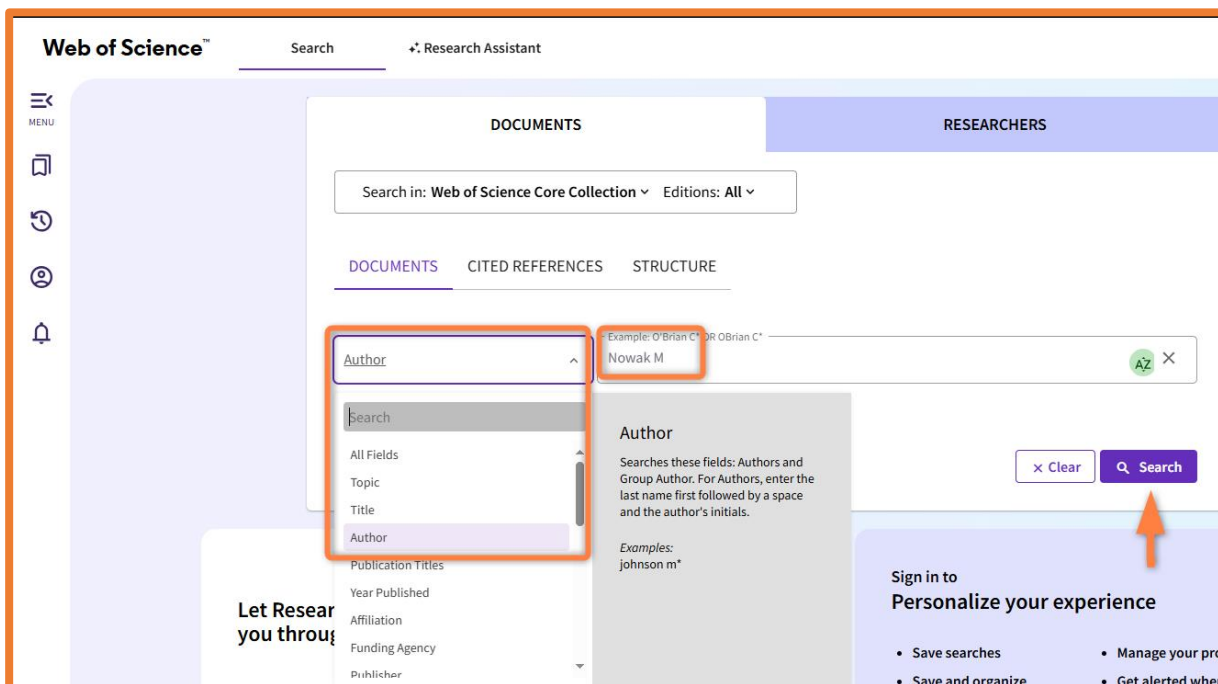 Web of Science™
Search
Research Assistant
MENU
DOCUMENTS
RESEARCHERS
Search in: Web of Science Core Collection Editions: All
DOCUMENTS CITED REFERENCES STRUCTURE
Author
Example: O'Brian C* OR OBrian C*
Nowak M
AZ
Search
All Fields
Topic
Title
Author
Publication Titles
Year Published
Affiliation
Funding Agency
Publisher
Author
Searches these fields: Authors and
Group Author. For Authors, enter the
last name first followed by a space
and the author's initials.
Examples:
johnson m*
Clear
Search
Let Resear
you throug
Sign in to
Personalize your experience
• Save searches
• Manage your pro
• Save and organize
• Get alerted when